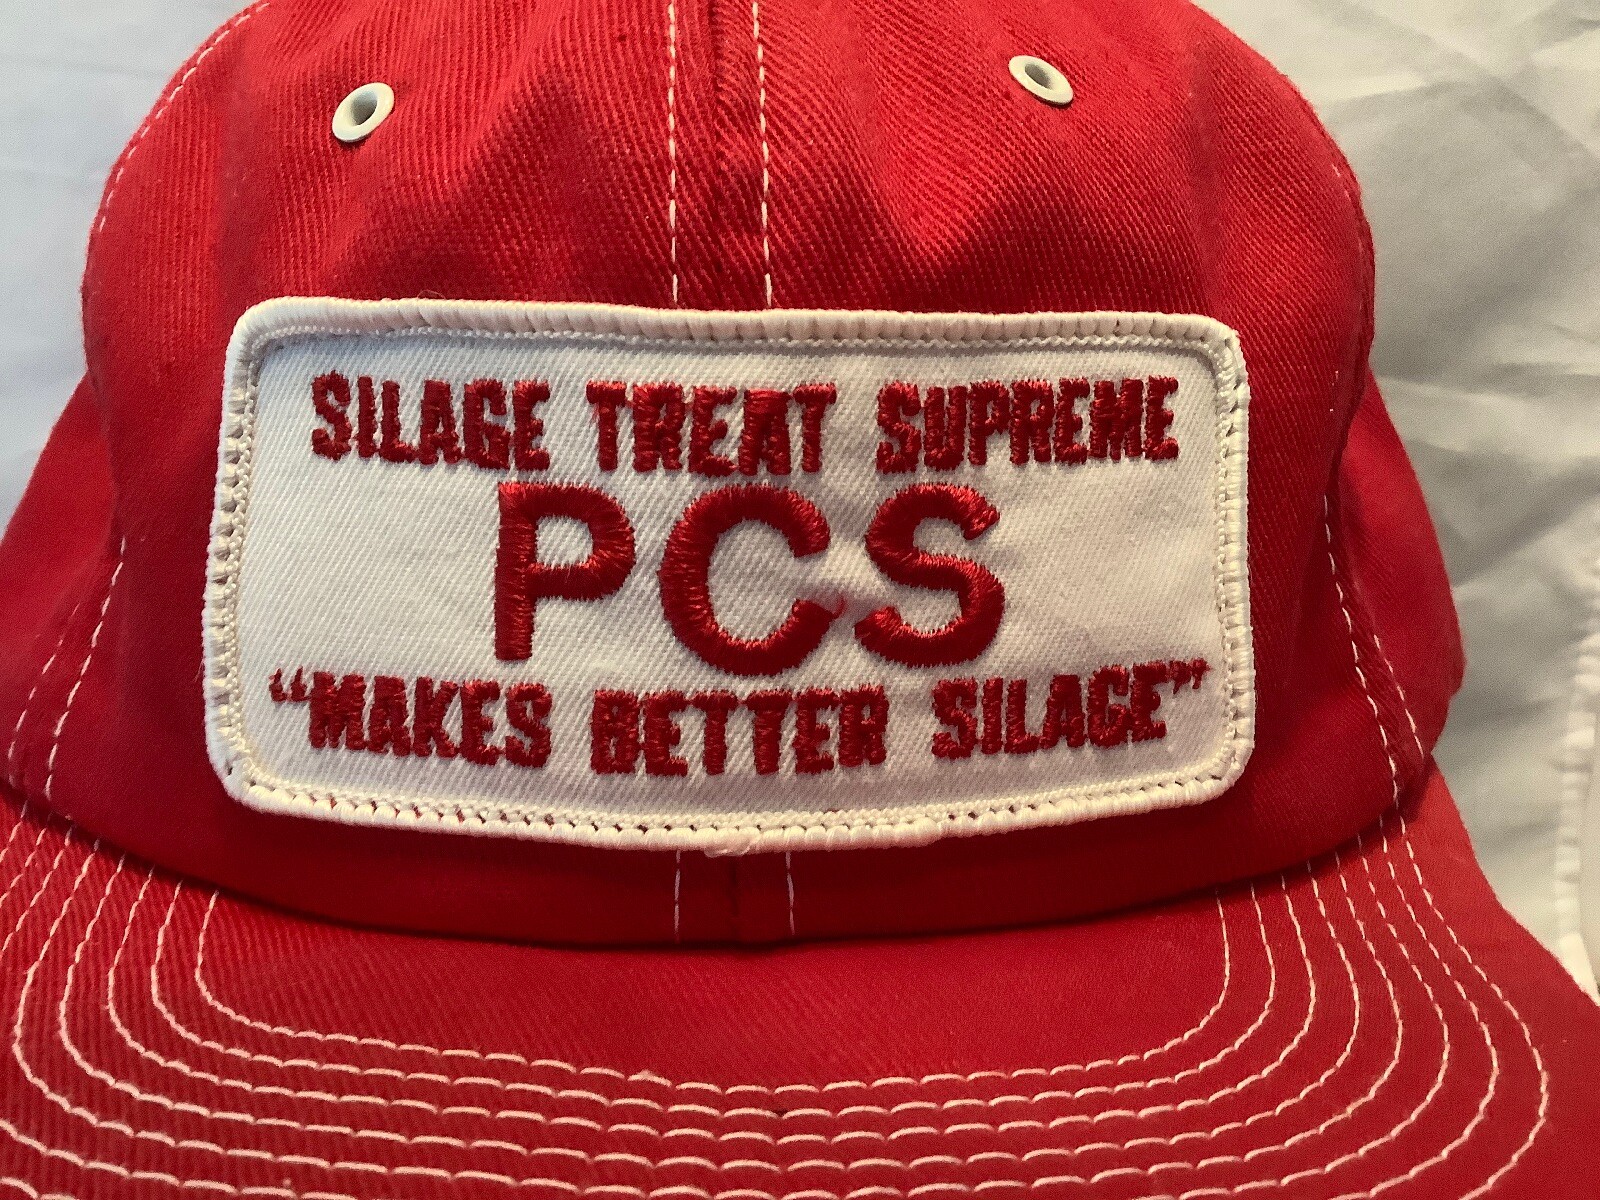 SILAGE TREAT SUPREME
PCS
“MAKES BETTER SILAGE”